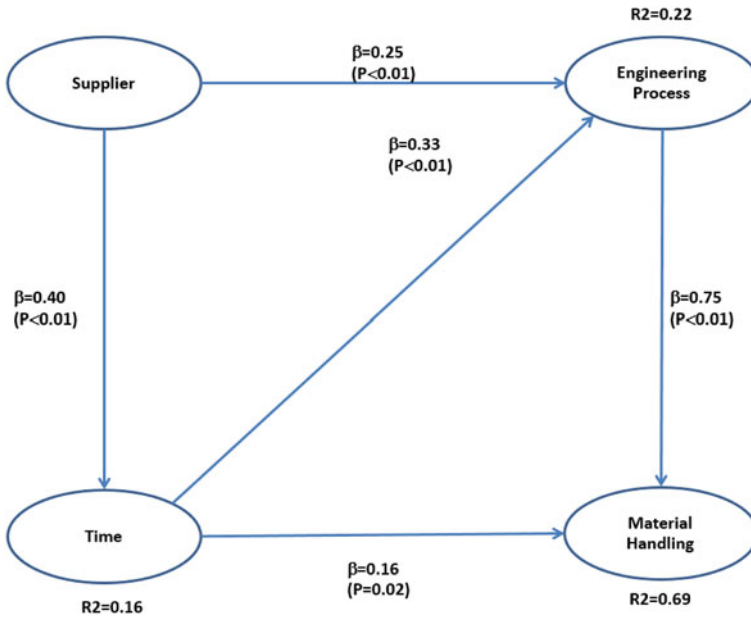 R2=0.22
Supplier
β=0.25
(P<0.01)
Engineering
Process
β=0.33
(P<0.01)
β=0.40
(P<0.01)
β=0.75
(P<0.01)
Time
Material
Handling
β=0.16
(P=0.02)
R2=0.16
R2=0.69